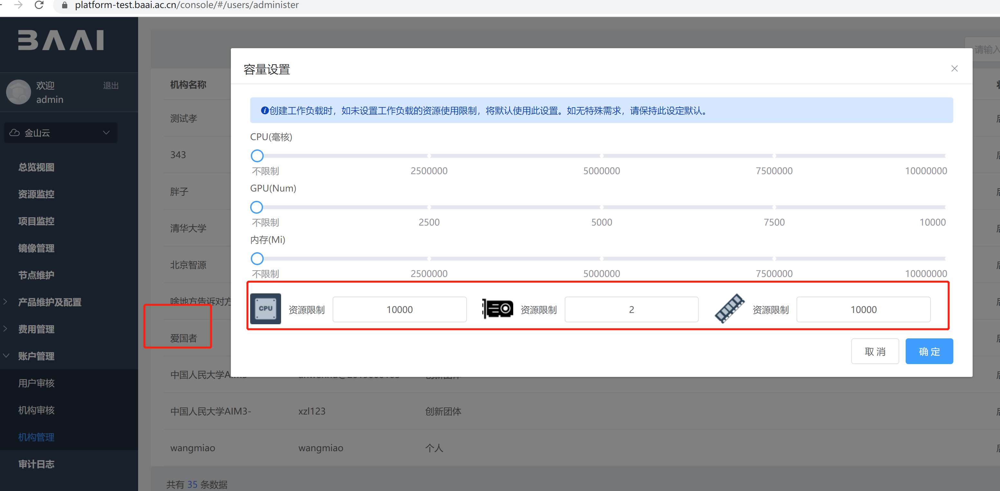 platform-test.baai.ac.cn/console/#/users/administer
BAAI
欢迎
退出
admin
金山云
总览视图
资源监控
项目监控
镜像管理
节点维护
产品维护及配置
费用管理
账户管理
用户审核
机构审核
机构管理
审计日志
请输入
机构名称
测试孝
343
胖子
清华大学
北京智源
啥地方告诉对方
爱国者
中国人民大学AIM3-
中国人民大学AIM3- xzl123 创新团体
wangmiao wangmiao 个人
共有 35 条数据
容量设置
创建工作负载时，如未设置工作负载的资源使用限制，将默认使用此设置。如无特殊需求，请保持此设定默认。
CPU(毫核)
不限制 2500000 5000000 7500000 10000000
GPU(Num)
不限制 2500 5000 7500 10000
内存(Mi)
不限制 2500000 5000000 7500000 10000000
CPU 资源限制 10000 资源限制 2 资源限制 10000
取 消 确 定